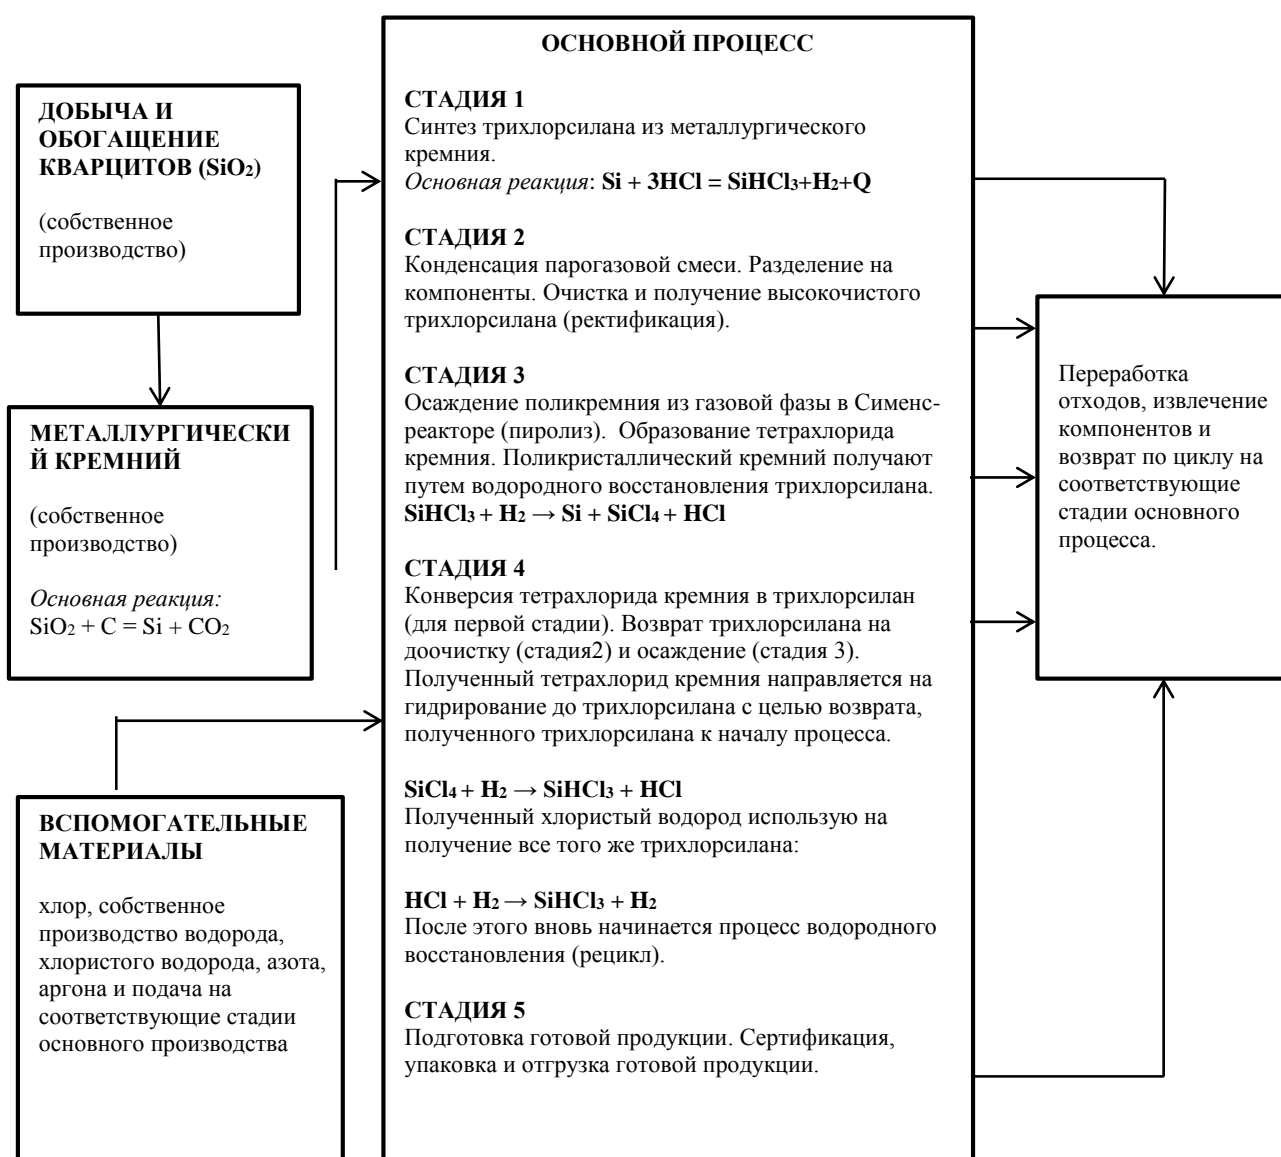 ДОБЫЧА И
ОБОГАЩЕНИЕ
КВАРЦИТОВ (SiO₂)
(собственное
производство)
МЕТАЛЛУРГИЧЕСКИ
Й КРЕМНИЙ
(собственное
производство)
Основная реакция:
SiO₂ + C = Si + CO₂
ВСПОМОГАТЕЛЬНЫЕ
МАТЕРИАЛЫ
хлор, собственное
производство водорода,
хлористого водорода, азота,
аргона и подача на
соответствующие стадии
основного производства
ОСНОВНОЙ ПРОЦЕСС
СТАДИЯ 1
Синтез трихлорсилана из металлургического
кремния.
Основная реакция: Si + 3HCl = SiHCl₃+H₂+Q
СТАДИЯ 2
Конденсация парогазовой смеси. Разделение на
компоненты. Очистка и получение высокочистого
трихлорсилана (ректификация).
СТАДИЯ 3
Осаждение поликремния из газовой фазы в Сименс-
реакторе (пиролиз). Образование тетрахлорида
кремния. Поликристаллический кремний получают
путем водородного восстановления трихлорсилана.
SiHCl₃ + H₂ → Si + SiCl₄ + HCl
СТАДИЯ 4
Конверсия тетрахлорида кремния в трихлорсилан
(для первой стадии). Возврат трихлорсилана на
доочистку (стадия2) и осаждение (стадия 3).
Полученный тетрахлорид кремния направляется на
гидрирование до трихлорсилана с целью возврата,
полученного трихлорсилана к началу процесса.
SiCl₄ + H₂ → SiHCl₃ + HCl
Полученный хлористый водород использую на
получение все того же трихлорсилана:
HCl + H₂ → SiHCl₃ + H₂
После этого вновь начинается процесс водородного
восстановления (рецикл).
СТАДИЯ 5
Подготовка готовой продукции. Сертификация,
упаковка и отгрузка готовой продукции.
Переработка
отходов, извлечение
компонентов и
возврат по циклу на
соответствующие
стадии основного
процесса.